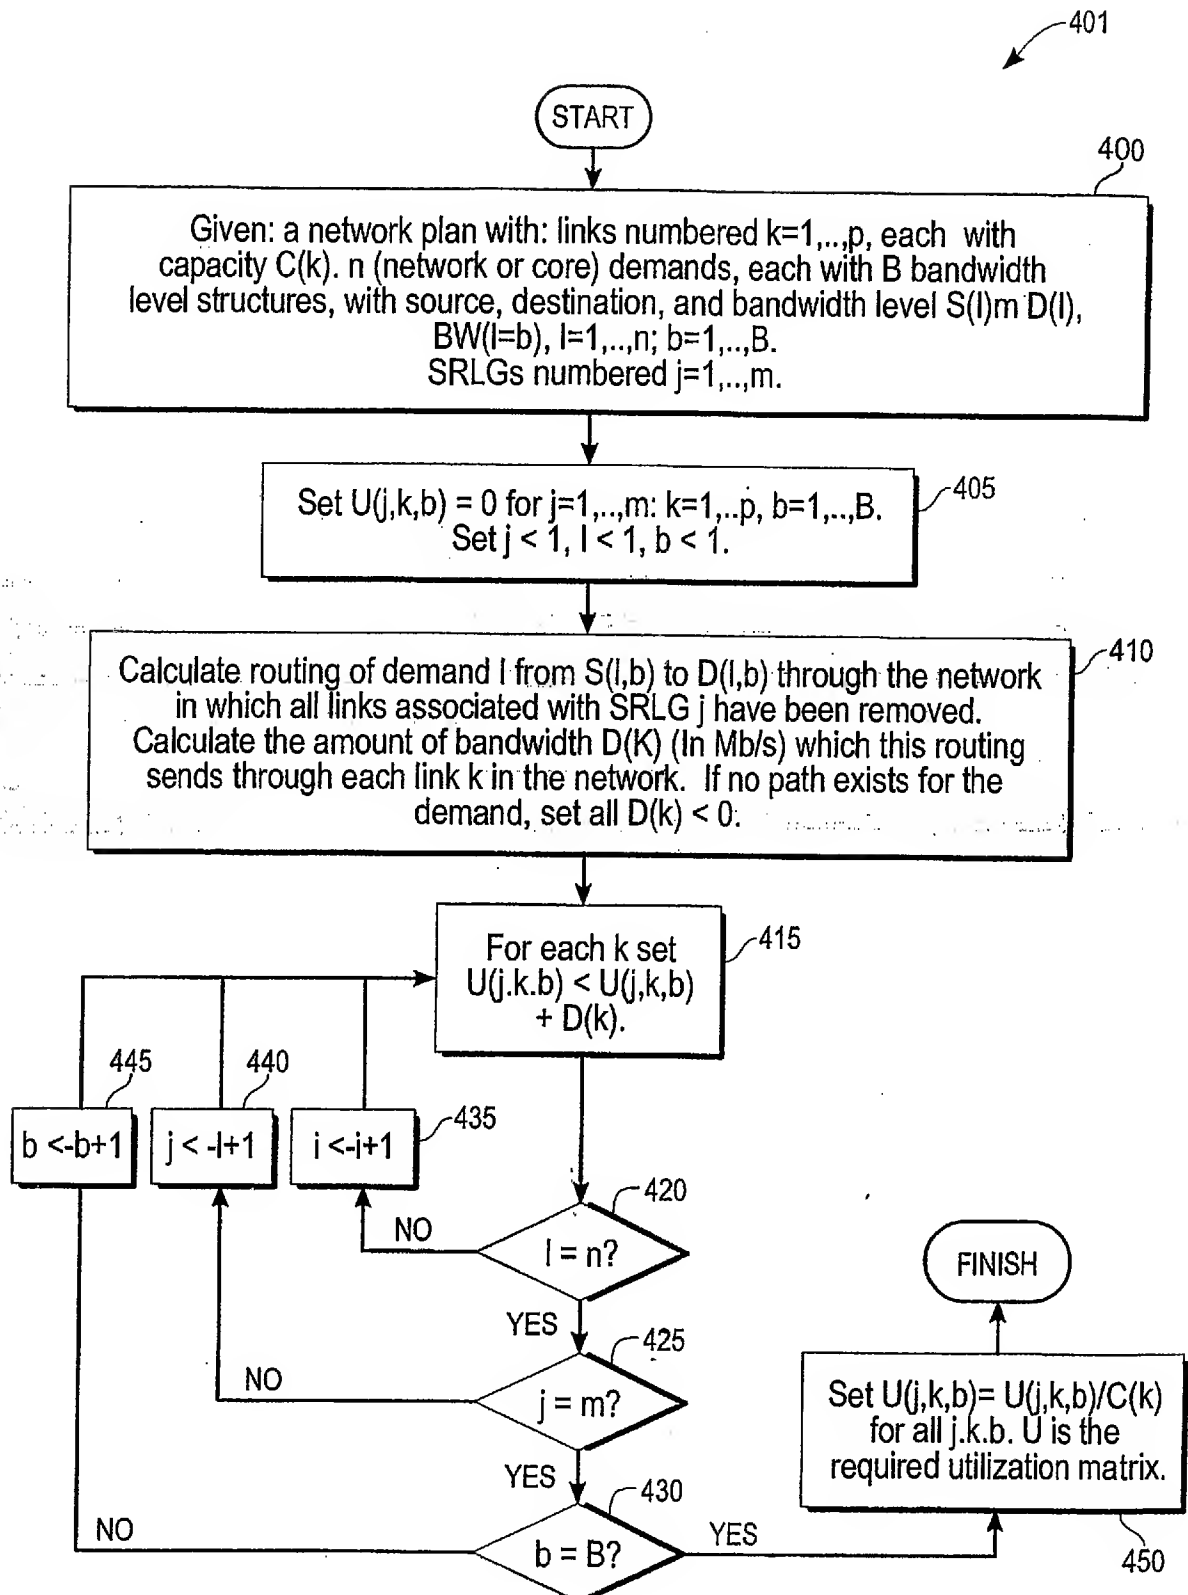 401
START
400
Given: a network plan with: links numbered k=1,..,p, each with
capacity C(k). n (network or core) demands, each with B bandwidth
level structures, with source, destination, and bandwidth level S(l)m D(l),
BW(l=b), l=1,..,n; b=1,..,B.
SRLGs numbered j=1,..,m.
405
Set U(j,k,b) = 0 for j=1,..,m: k=1,..p, b=1,..,B.
Set j < 1, l < 1, b < 1.
410
Calculate routing of demand l from S(l,b) to D(l,b) through the network
in which all links associated with SRLG j have been removed.
Calculate the amount of bandwidth D(K) (In Mb/s) which this routing
sends through each link k in the network. If no path exists for the
demand, set all D(k) < 0.
415
For each k set
U(j.k.b) < U(j,k,b)
+ D(k).
445
440
435
b <-b+1
j < -l+1
i <-i+1
420
NO
l = n?
FINISH
YES
425
NO
j = m?
Set U(j,k,b)= U(j,k,b)/C(k)
for all j.k.b. U is the
required utilization matrix.
YES
430
NO
b = B?
YES
450